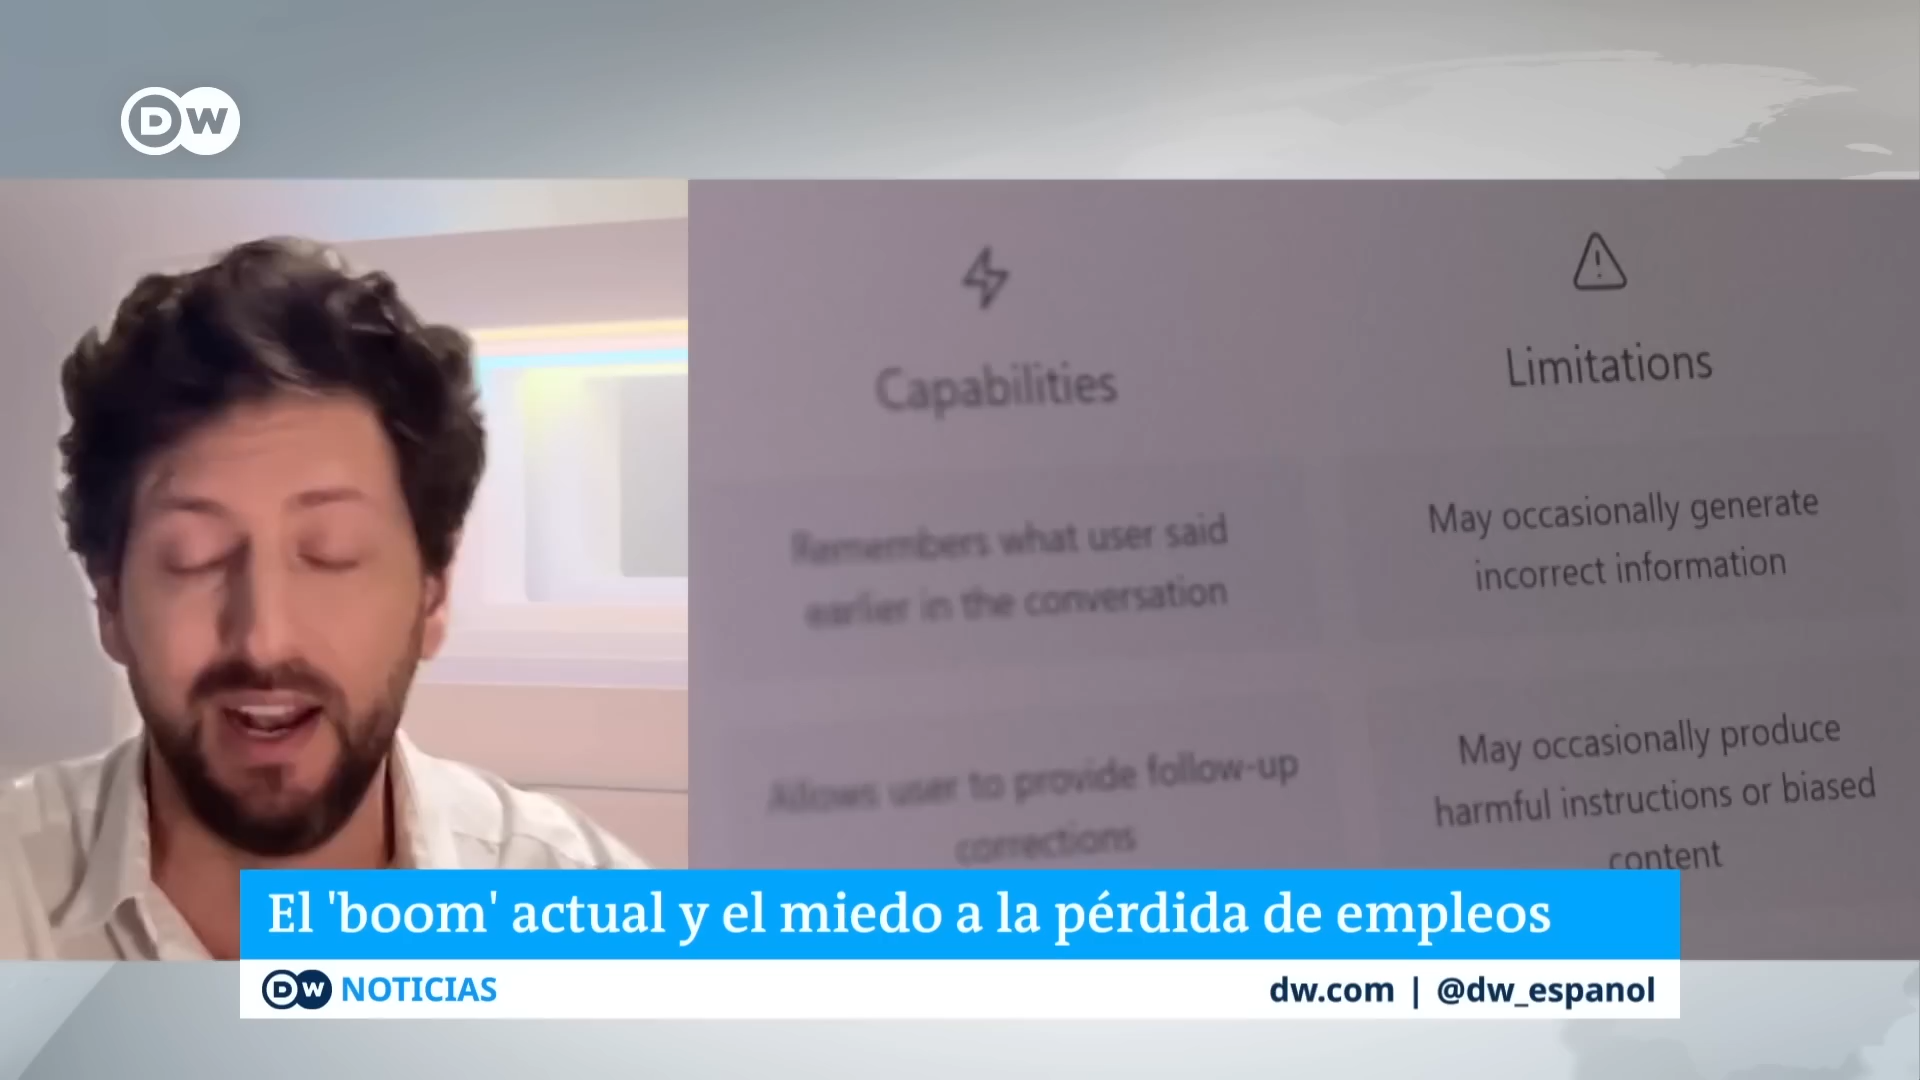 DW
Capabilities
Remembers what user said
earlier in the conversation
Allows user to provide follow-up
corrections
Limitations
May occasionally generate
incorrect information
May occasionally produce
harmful instructions or biased
content
El 'boom' actual y el miedo a la pérdida de empleos
DW NOTICIAS
dw.com | @dw_espanol